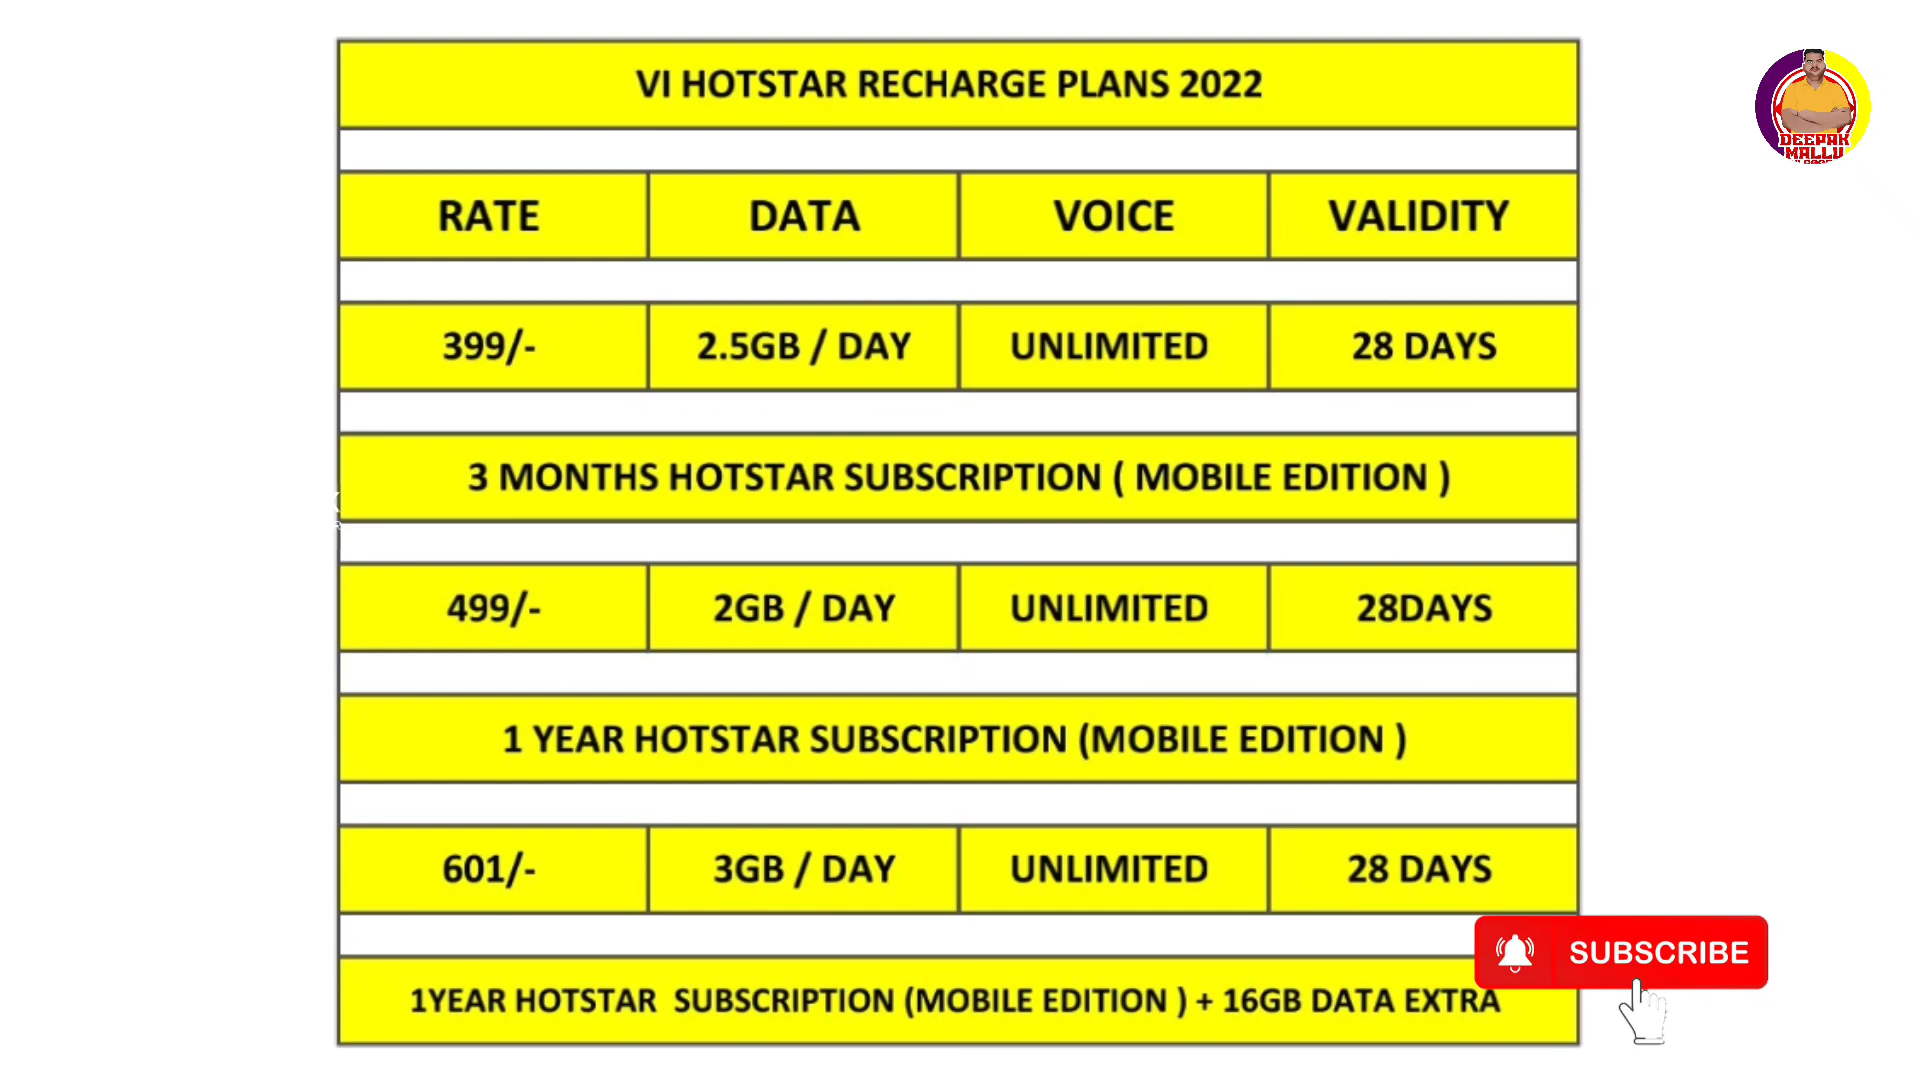 VI HOTSTAR RECHARGE PLANS 2022
DEEPAK
MALLU
RATE DATA VOICE VALIDITY
399/- 2.5GB / DAY UNLIMITED 28 DAYS
3 MONTHS HOTSTAR SUBSCRIPTION ( MOBILE EDITION )
499/- 2GB / DAY UNLIMITED 28DAYS
1 YEAR HOTSTAR SUBSCRIPTION (MOBILE EDITION )
601/- 3GB / DAY UNLIMITED 28 DAYS
SUBSCRIBE
1YEAR HOTSTAR SUBSCRIPTION (MOBILE EDITION ) + 16GB DATA EXTRA